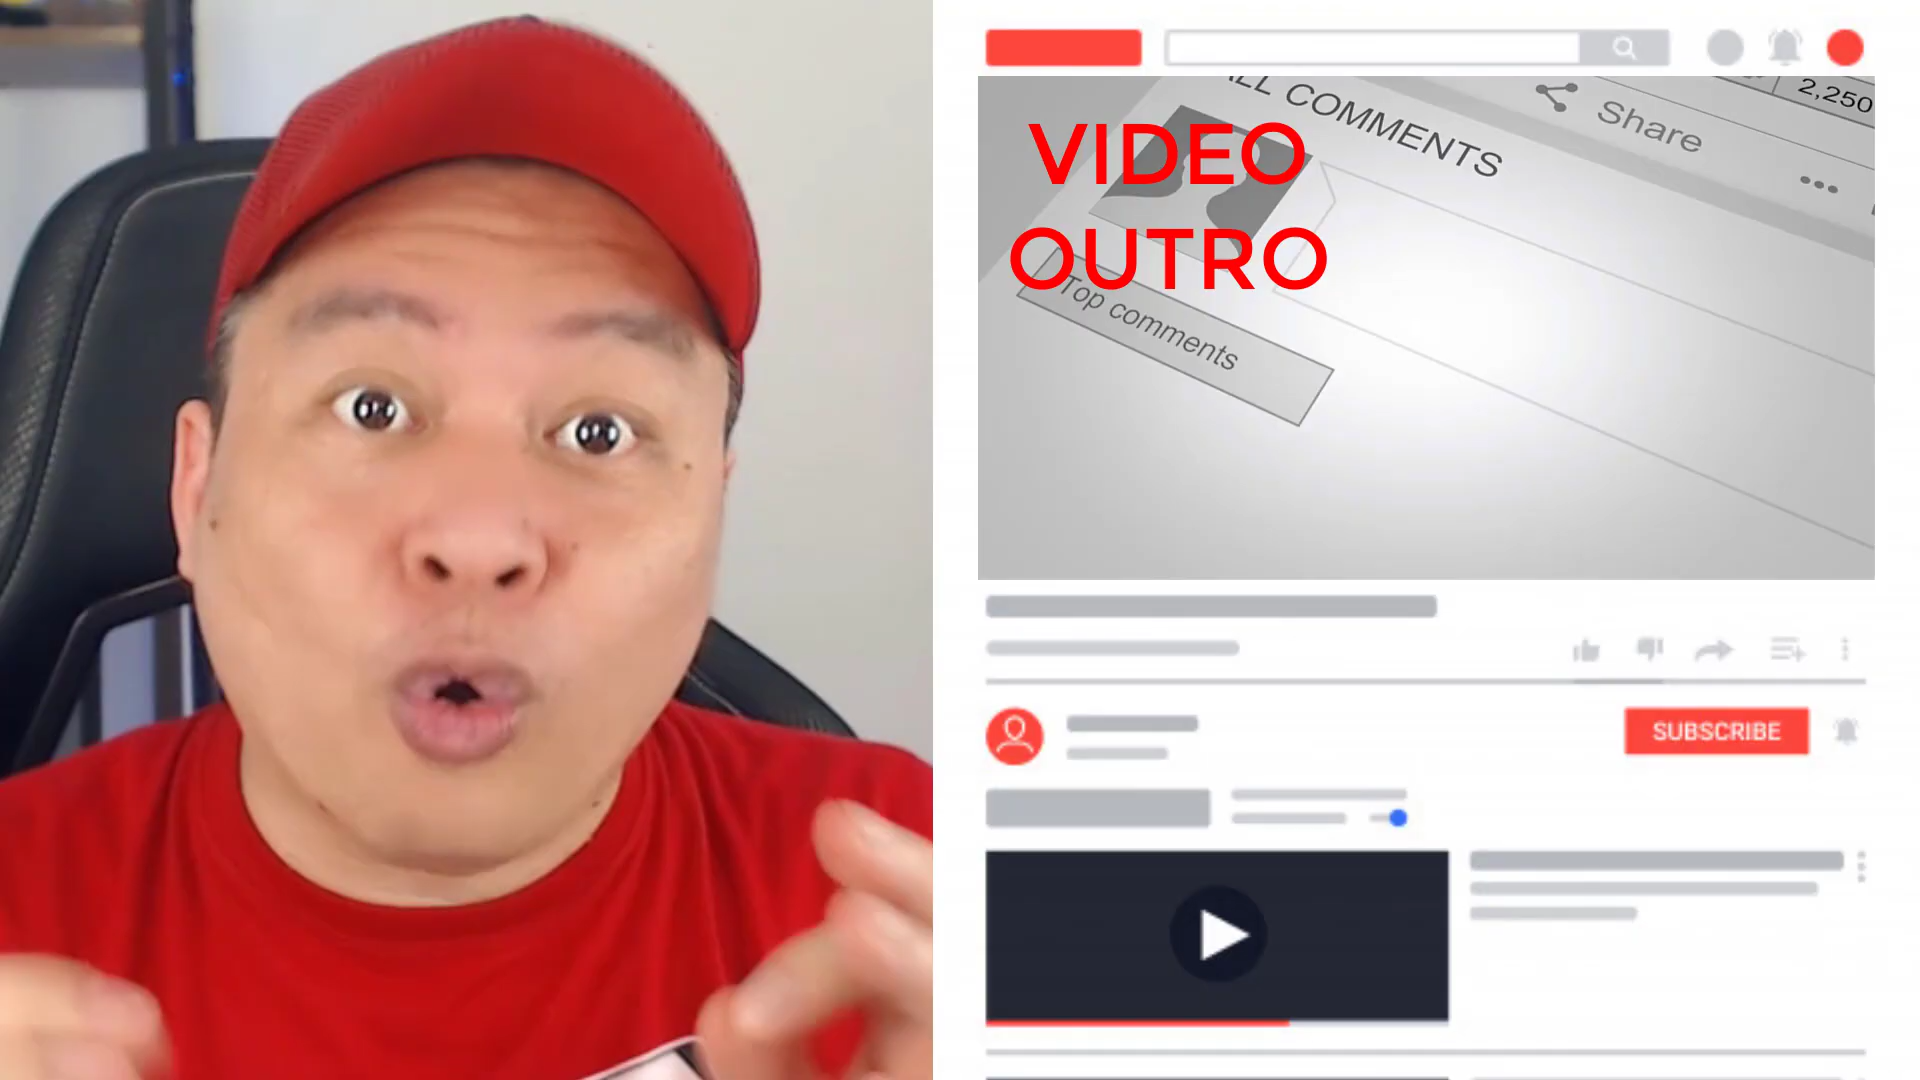 COMMENTS
Share
2,250
VIDEO
OUTRO
Top comments
SUBSCRIBE